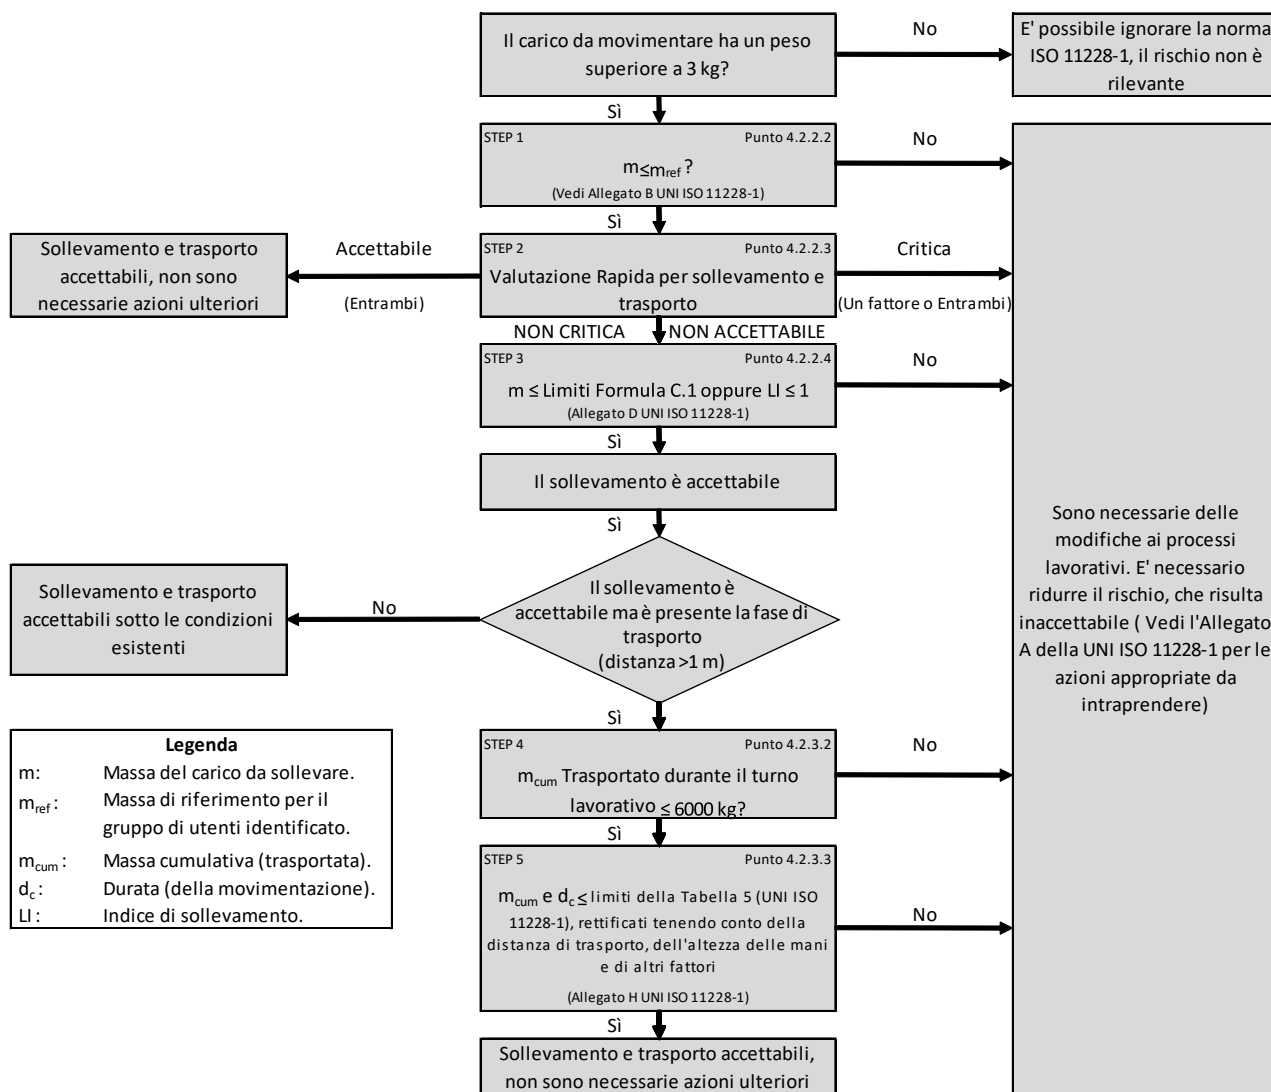 Il carico da movimentare ha un peso
superiore a 3 kg?
No
E' possibile ignorare la norma
ISO 11228-1, il rischio non è
rilevante
Sì
STEP 1 Punto 4.2.2.2
m≤mref ?
(Vedi Allegato B UNI ISO 11228-1)
No
Sì
Sollevamento e trasporto
accettabili, non sono
necessarie azioni ulteriori
Accettabile
(Entrambi)
STEP 2 Punto 4.2.2.3
Valutazione Rapida per sollevamento e
trasporto
Critica
(Un fattore o Entrambi)
NON CRITICA NON ACCETTABILE
STEP 3 Punto 4.2.2.4
m ≤ Limiti Formula C.1 oppure LI ≤ 1
(Allegato D UNI ISO 11228-1)
No
Sì
Il sollevamento è accettabile
Sì
Il sollevamento è
accettabile ma è presente la fase di
trasporto
(distanza >1 m)
No
Sollevamento e trasporto
accettabili sotto le condizioni
esistenti
Sono necessarie delle
modifiche ai processi
lavorativi. E' necessario
ridurre il rischio, che risulta
inaccettabile ( Vedi l'Allegato
A della UNI ISO 11228-1 per le
azioni appropriate da
intraprendere)
Sì
STEP 4 Punto 4.2.3.2
mcum Trasportato durante il turno
lavorativo ≤ 6000 kg?
No
Sì
STEP 5 Punto 4.2.3.3
mcum e dc ≤ limiti della Tabella 5 (UNI ISO
11228-1), rettificati tenendo conto della
distanza di trasporto, dell'altezza delle mani
e di altri fattori
(Allegato H UNI ISO 11228-1)
No
Sì
Sollevamento e trasporto accettabili,
non sono necessarie azioni ulteriori
Legenda
m: Massa del carico da sollevare.
mref : Massa di riferimento per il
gruppo di utenti identificato.
mcum : Massa cumulativa (trasportata).
dc : Durata (della movimentazione).
LI : Indice di sollevamento.